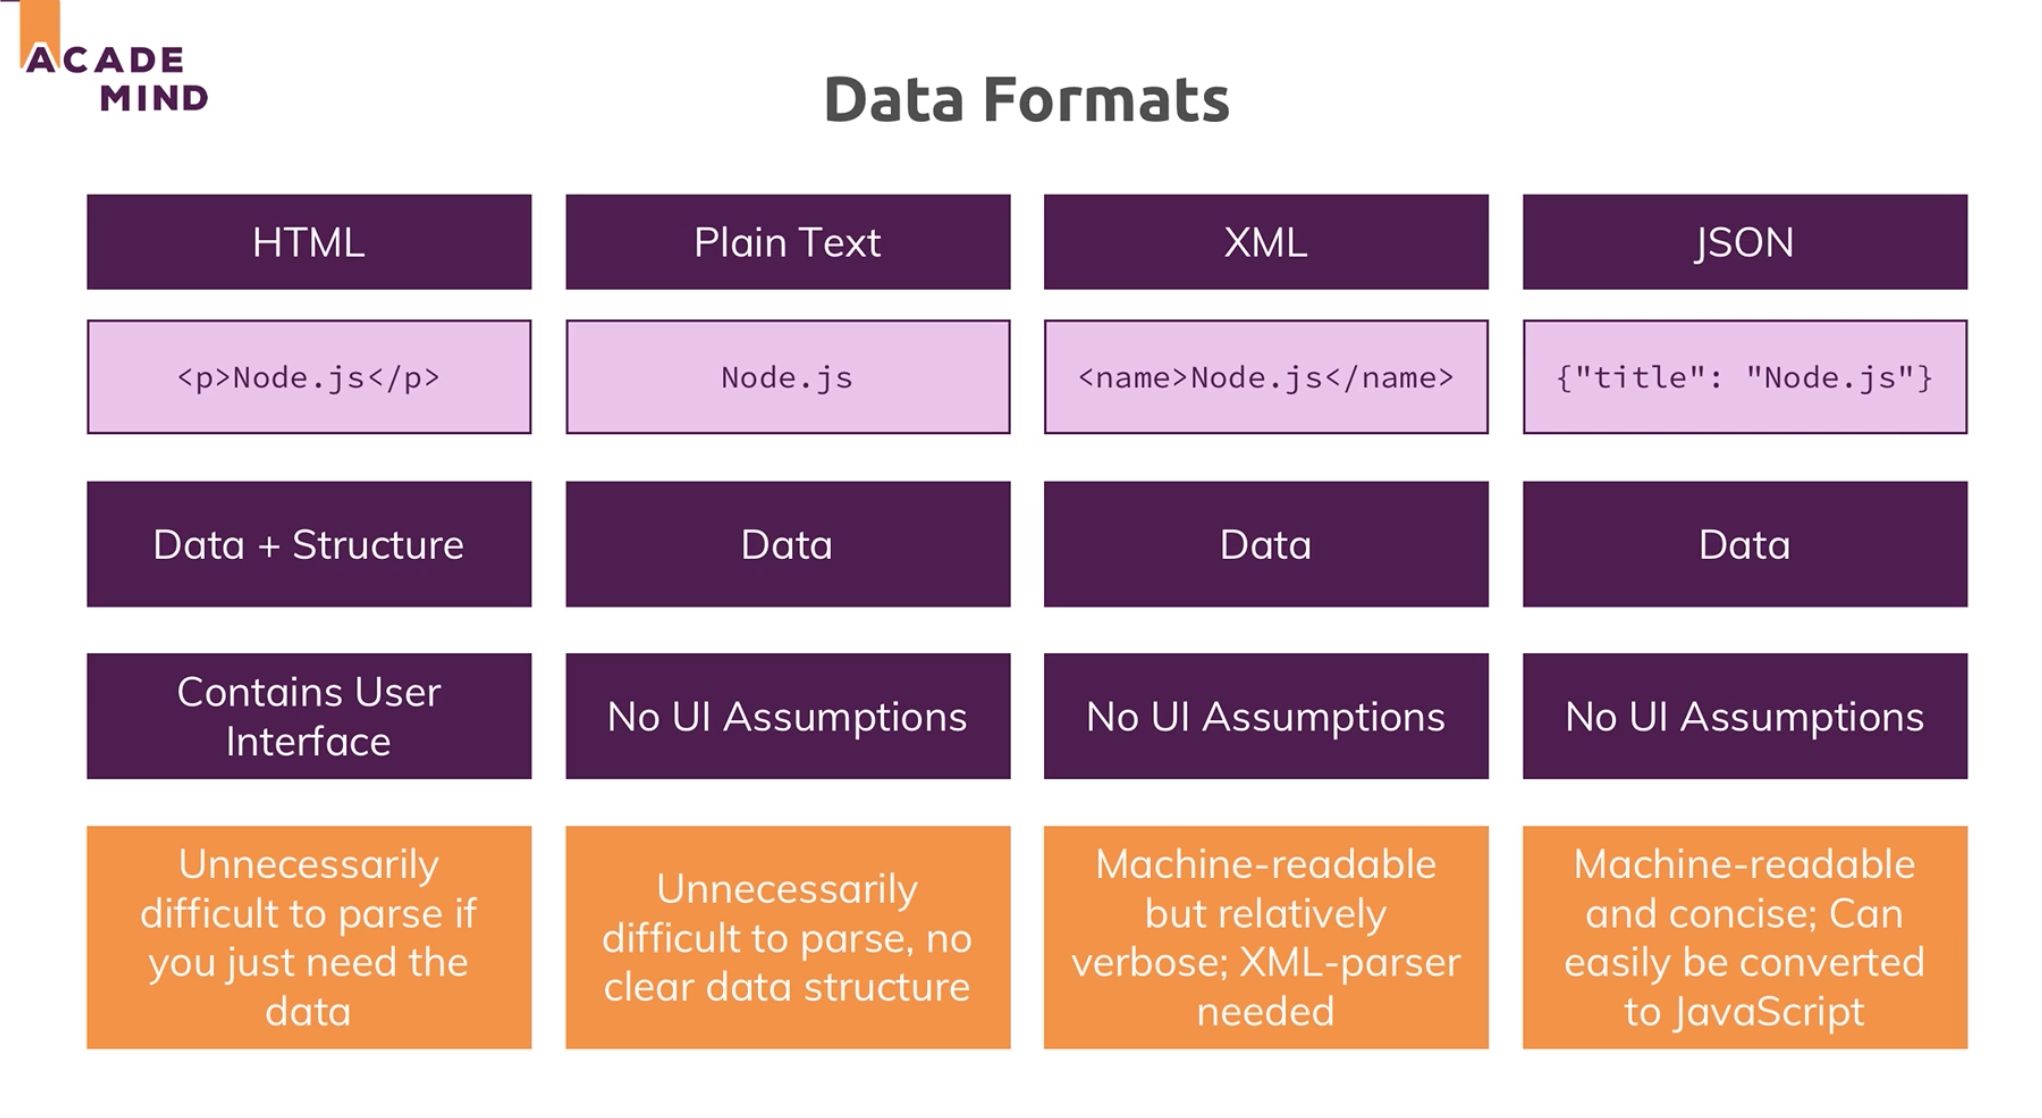 ACADE
MIND
Data Formats
HTML
Plain Text
XML
JSON
<p>Node.js</p>
Node.js
<name>Node.js</name>
{"title": "Node.js"}
Data + Structure
Data
Data
Data
Contains User
Interface
No UI Assumptions
No UI Assumptions
No UI Assumptions
Unnecessarily
difficult to parse if
you just need the
data
Unnecessarily
difficult to parse, no
clear data structure
Machine-readable
but relatively
verbose; XML-parser
needed
Machine-readable
and concise; Can
easily be converted
to JavaScript